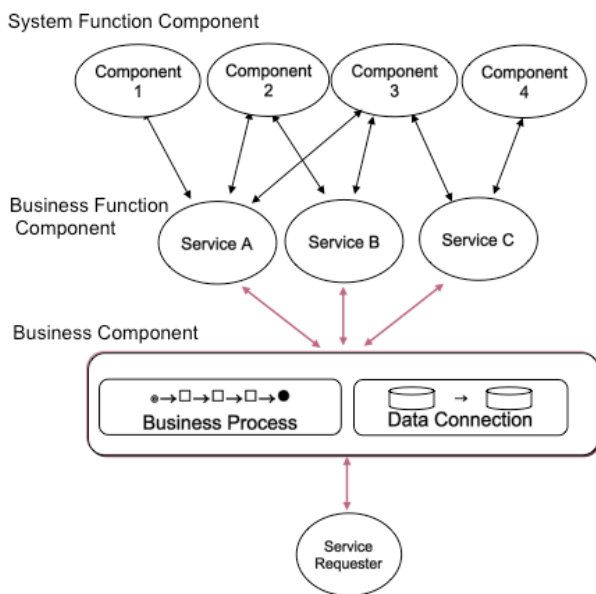 System Function Component
Component
1
Component
2
Component
3
Component
4
Business Function
Component
Service A
Service B
Service C
Business Component
Business Process
Data Connection
Service
Requester